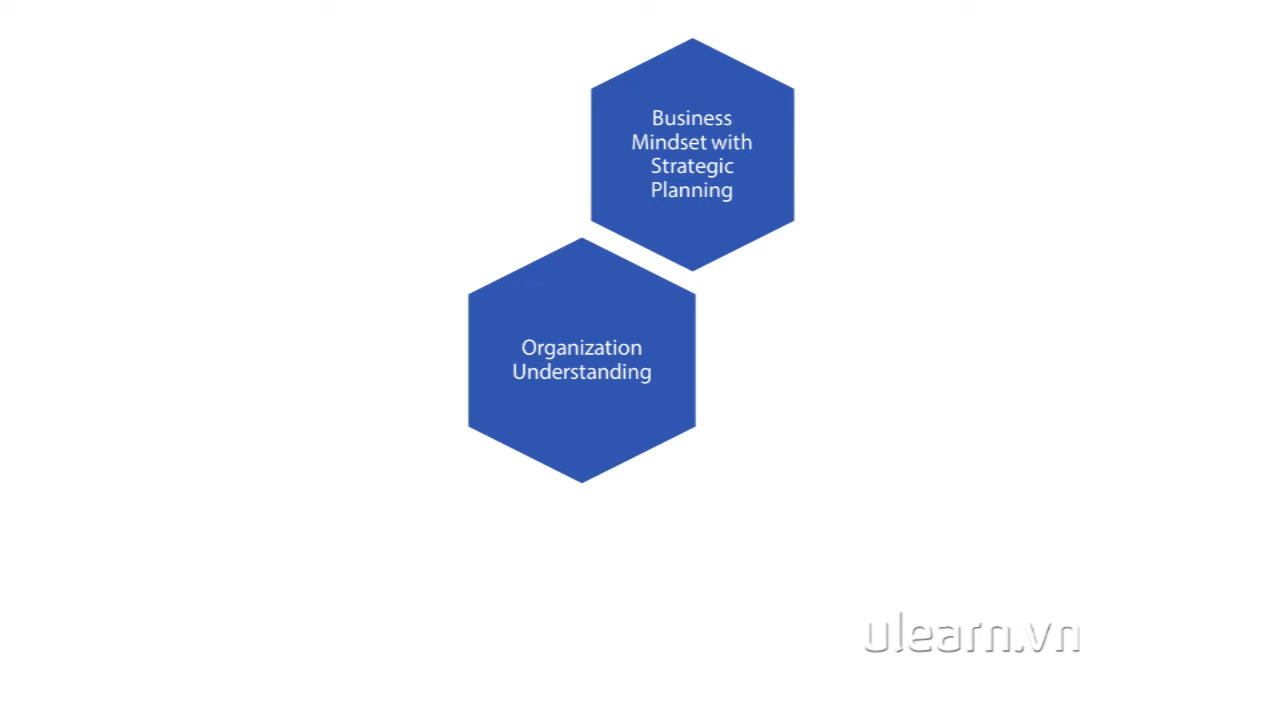 Business
Mindset with
Strategic
Planning
Organization
Understanding
ulearn.vn